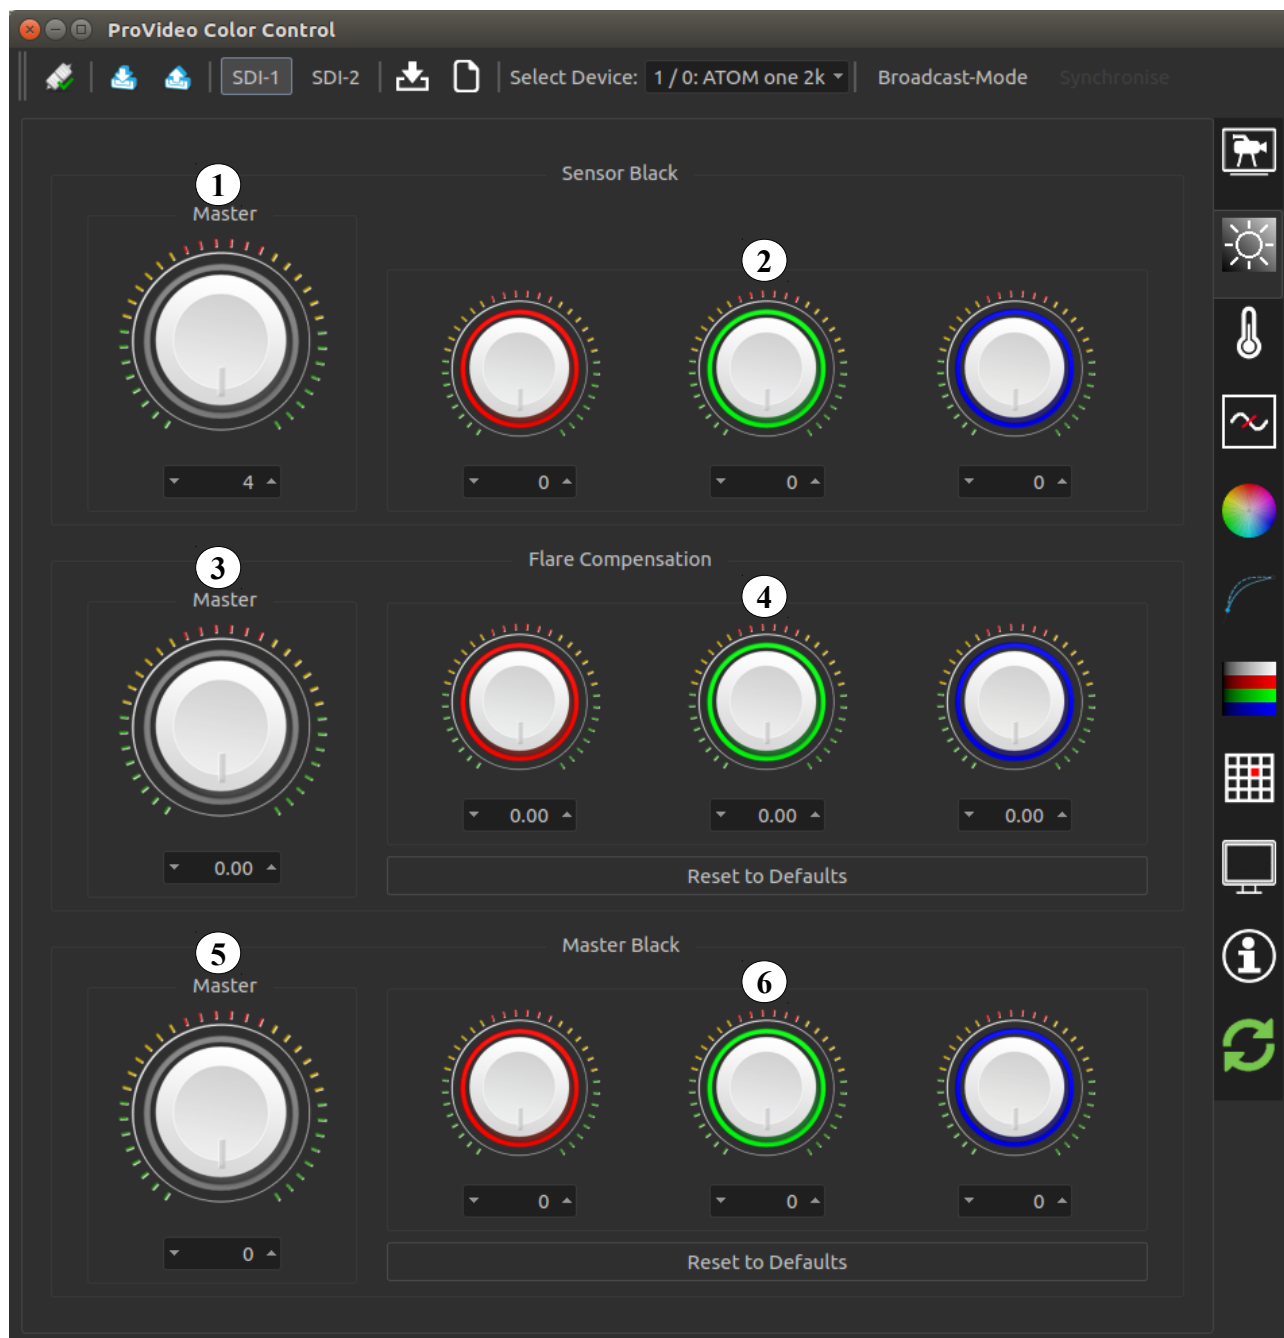 ProVideo Color Control
SDI-1 SDI-2 Select Device: 1 / 0: ATOM one 2k Broadcast-Mode Synchronise
Sensor Black
1
Master
2
4 0 0 0
Flare Compensation
3
Master
4
0.00 0.00 0.00
0.00
Reset to Defaults
Master Black
5
Master
6
0 0 0
0
Reset to Defaults